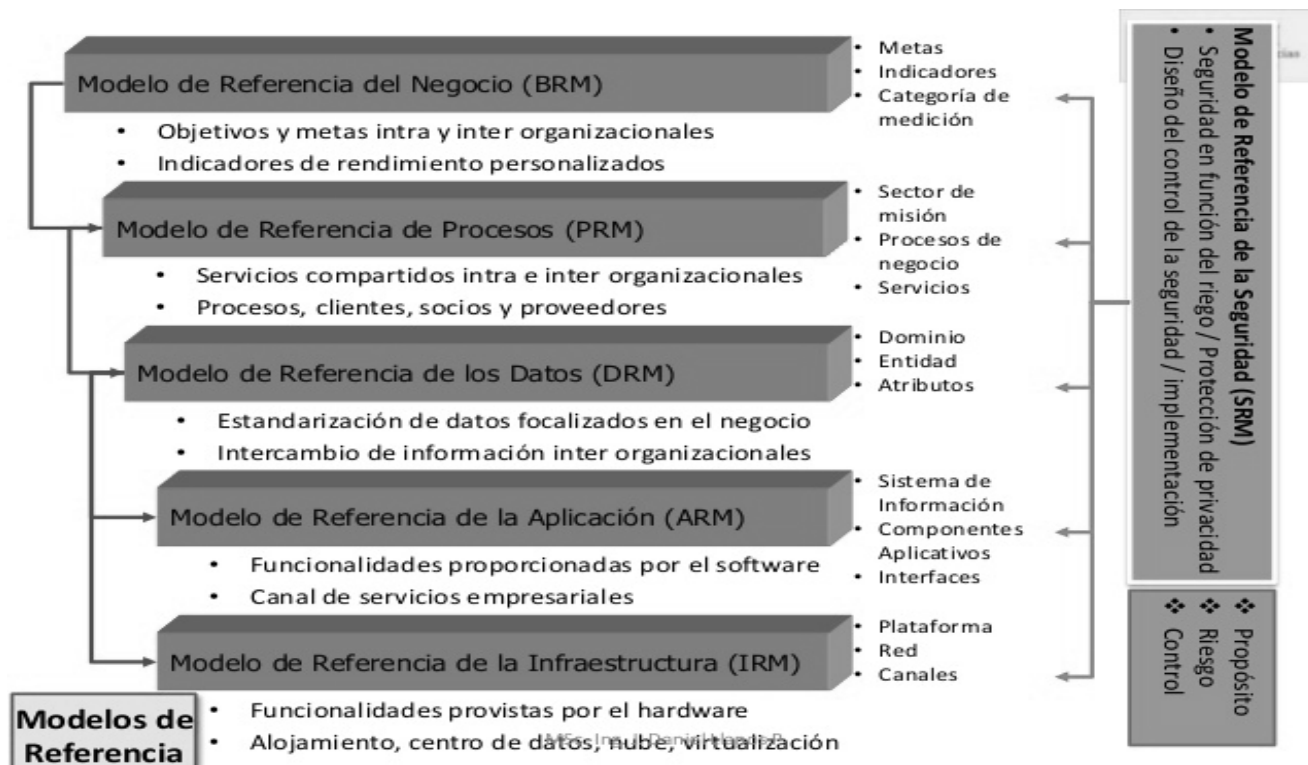 Modelo de Referencia del Negocio (BRM)
• Metas
• Indicadores
• Categoría de
medición
• Objetivos y metas intra y inter organizacionales
• Indicadores de rendimiento personalizados
Modelo de Referencia de Procesos (PRM)
• Sector de
misión
• Procesos de
negocio
• Servicios
• Servicios compartidos intra e inter organizacionales
• Procesos, clientes, socios y proveedores
Modelo de Referencia de los Datos (DRM)
• Dominio
• Entidad
• Atributos
• Estandarización de datos focalizados en el negocio
• Intercambio de información inter organizacionales
Modelo de Referencia de la Aplicación (ARM)
• Sistema de
Información
• Componentes
Aplicativos
• Interfaces
• Funcionalidades proporcionadas por el software
• Canal de servicios empresariales
Modelo de Referencia de la Infraestructura (IRM)
• Plataforma
• Red
• Canales
• Funcionalidades provistas por el hardware
• Alojamiento, centro de datos, nube, virtualización
MSc. Ing.
Modelos de
Referencia
Modelo de Referencia de la Seguridad (SRM)
• Seguridad en función del riego / Protección de privacidad
• Diseño del control de la seguridad / implementación
❖ Propósito
❖ Riesgo
❖ Control